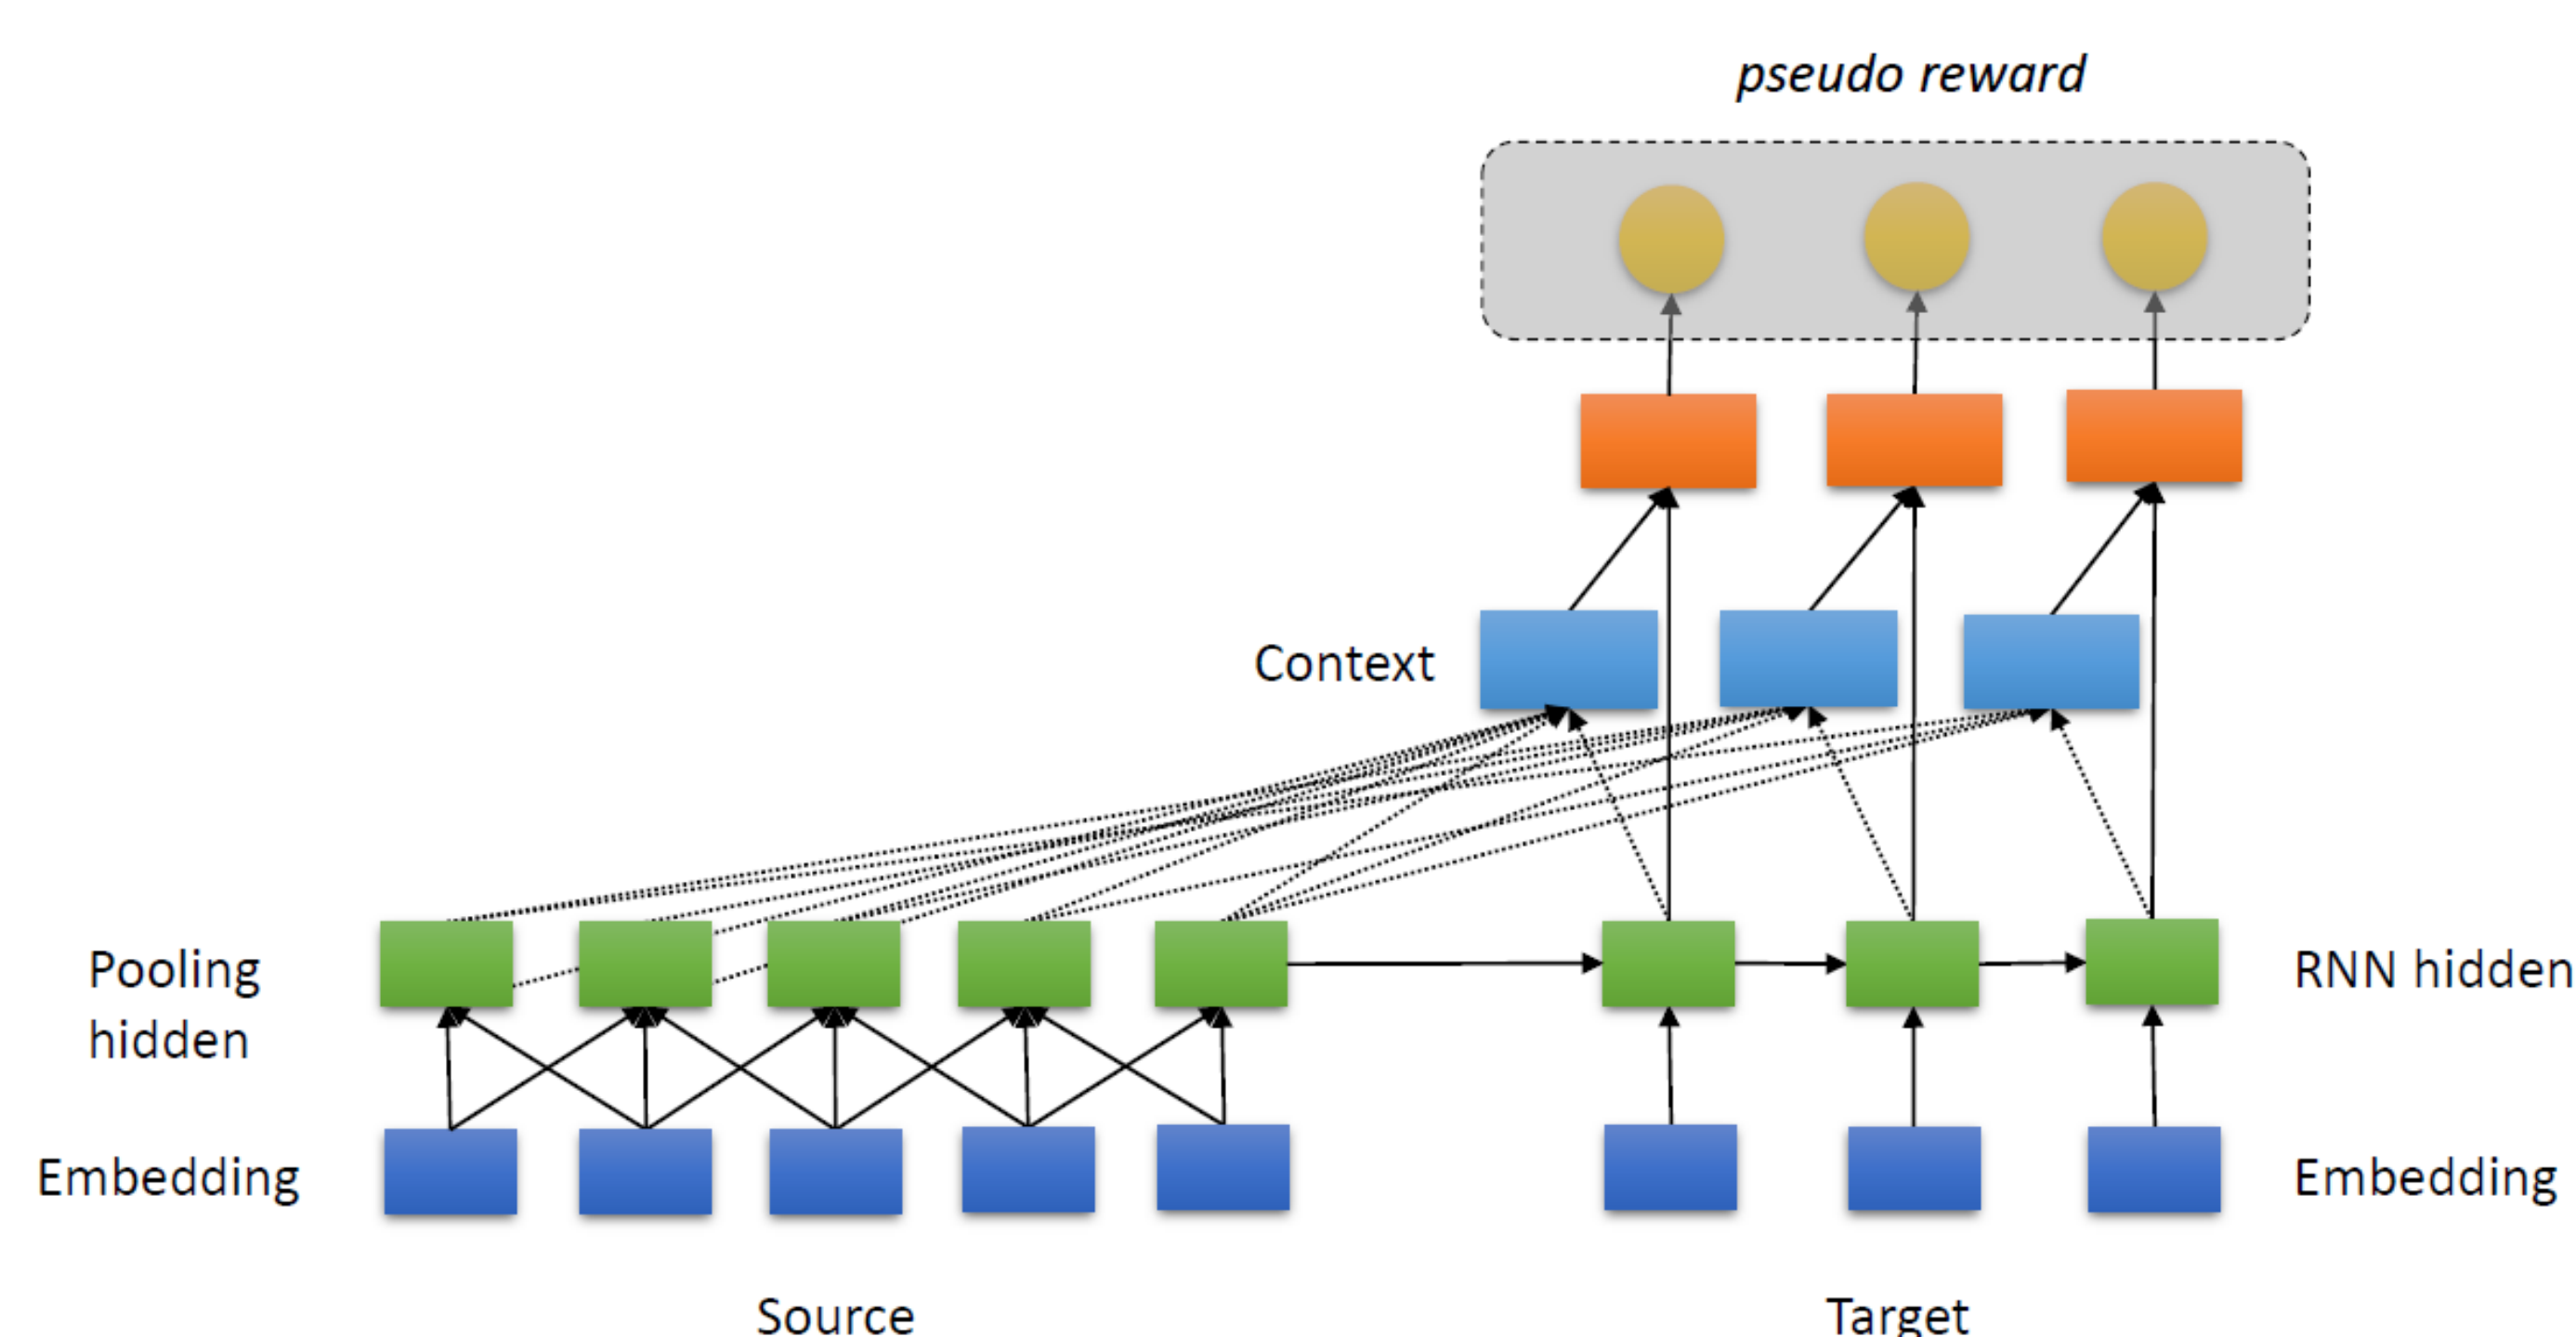 pseudo reward
Context
Pooling
hidden
RNN hidden
Embedding
Embedding
Source
Target